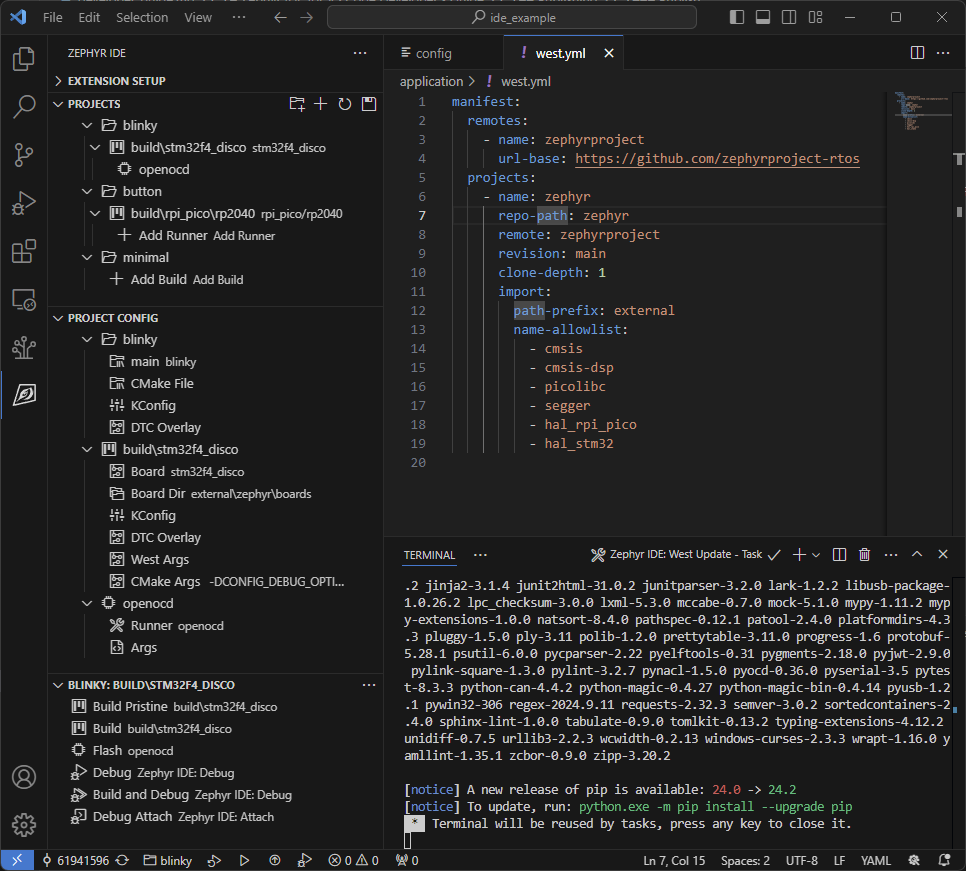 File Edit Selection View ··· ide_example
ZEPHYR IDE ···
EXTENSION SETUP
PROJECTS
blinky
build\stm32f4_disco stm32f4_disco
openocd
button
build\rpi_pico\rp2040 rpi_pico/rp2040
Add Runner Add Runner
minimal
Add Build Add Build
PROJECT CONFIG
blinky
main blinky
CMake File
KConfig
DTC Overlay
build\stm32f4_disco
Board stm32f4_disco
Board Dir external\zephyr\boards
KConfig
DTC Overlay
West Args
CMake Args -DCONFIG_DEBUG_OPTI...
openocd
Runner openocd
Args
BLINKY: BUILD\STM32F4_DISCO ···
Build Pristine build\stm32f4_disco
Build build\stm32f4_disco
Flash openocd
Debug Zephyr IDE: Debug
Build and Debug Zephyr IDE: Debug
Debug Attach Zephyr IDE: Attach
config ! west.yml
application > ! west.yml
1 manifest:
2 remotes:
3 - name: zephyrproject
4 url-base: https://github.com/zephyrproject-rtos
5 projects:
6 - name: zephyr
7 repo-path: zephyr
8 remote: zephyrproject
9 revision: main
10 clone-depth: 1
11 import:
12 path-prefix: external
13 name-allowlist:
14 - cmsis
15 - cmsis-dsp
16 - picolibc
17 - segger
18 - hal_rpi_pico
19 - hal_stm32
20
TERMINAL ··· Zephyr IDE: West Update - Task
.2 jinja2-3.1.4 junit2html-31.0.2 junitparser-3.2.0 lark-1.2.2 libusb-package-
1.0.26.2 lpc_checksum-3.0.0 lxml-5.3.0 mccabe-0.7.0 mock-5.1.0 mypy-1.11.2 myp
y-extensions-1.0.0 natsort-8.4.0 pathspec-0.12.1 patool-2.4.0 platformdirs-4.3
.3 pluggy-1.5.0 ply-3.11 polib-1.2.0 prettytable-3.11.0 progress-1.6 protobuf-
5.28.1 psutil-6.0.0 pycparser-2.22 pyelftools-0.31 pygments-2.18.0 pyjwt-2.9.0
pylink-square-1.3.0 pylint-3.2.7 pynacl-1.5.0 pyocd-0.36.0 pyserial-3.5 pytes
t-8.3.3 python-can-4.4.2 python-magic-0.4.27 python-magic-bin-0.4.14 pyusb-1.2
.1 pywin32-306 regex-2024.9.11 requests-2.32.3 semver-3.0.2 sortedcontainers-2
.4.0 sphinx-lint-1.0.0 tabulate-0.9.0 tomlkit-0.13.2 typing-extensions-4.12.2
unidiff-0.7.5 urllib3-2.2.3 wcwidth-0.2.13 windows-curses-2.3.3 wrapt-1.16.0 y
amllint-1.35.1 zcbor-0.9.0 zipp-3.20.2
[notice] A new release of pip is available: 24.0 -> 24.2
[notice] To update, run: python.exe -m pip install --upgrade pip
* Terminal will be reused by tasks, press any key to close it.
61941596 blinky 0 0 0 Ln 7, Col 15 Spaces: 2 UTF-8 LF YAML